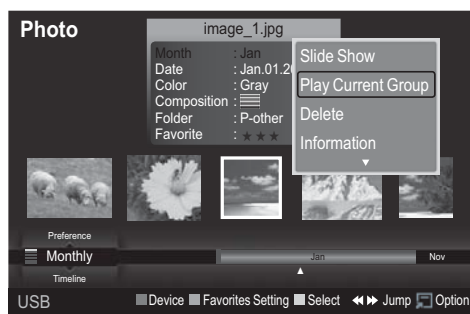 Photo
image_1.jpg
Month : Jan
Date : Jan.01.20
Color : Gray
Composition :
Folder : P-other
Favorite : ★ ★ ★
Slide Show
Play Current Group
Delete
Information
Preference
Monthly
Timeline
Jan
Nov
USB
Device
Favorites Setting
Select
Jump
Option